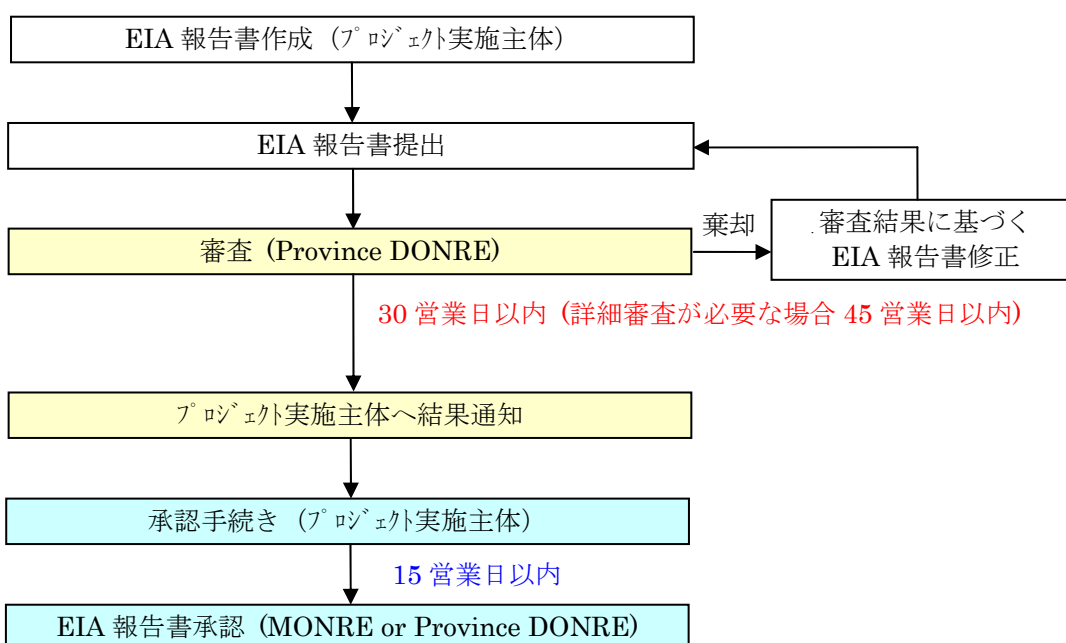 EIA 報告書作成（ﾌﾟﾛｼﾞｪｸﾄ実施主体）
EIA 報告書提出
審査 (Province DONRE)
棄却
審査結果に基づく
EIA 報告書修正
30 営業日以内 (詳細審査が必要な場合 45 営業日以内)
ﾌﾟﾛｼﾞｪｸﾄ実施主体へ結果通知
承認手続き（ﾌﾟﾛｼﾞｪｸﾄ実施主体）
15 営業日以内
EIA 報告書承認 (MONRE or Province DONRE)